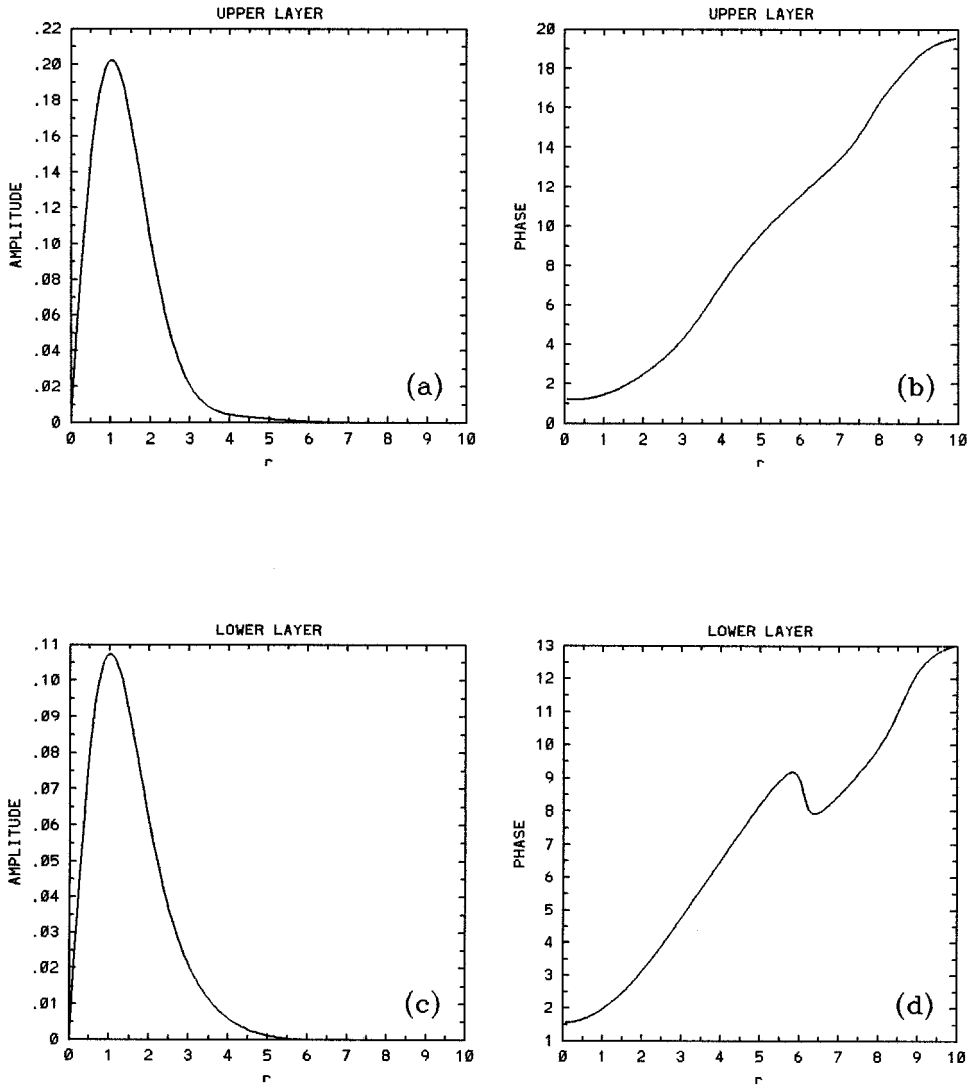 UPPER LAYER
.22
.20
.18
.16
.14
.12
.10
.08
.06
.04
.02
0
AMPLITUDE
(a)
0 1 2 3 4 5 6 7 8 9 10
r
UPPER LAYER
20
18
16
14
12
10
8
6
4
2
0
PHASE
(b)
0 1 2 3 4 5 6 7 8 9 10
r
LOWER LAYER
.11
.10
.09
.08
.07
.06
.05
.04
.03
.02
.01
0
AMPLITUDE
(c)
0 1 2 3 4 5 6 7 8 9 10
r
LOWER LAYER
13
12
11
10
9
8
7
6
5
4
3
2
1
PHASE
(d)
0 1 2 3 4 5 6 7 8 9 10
r